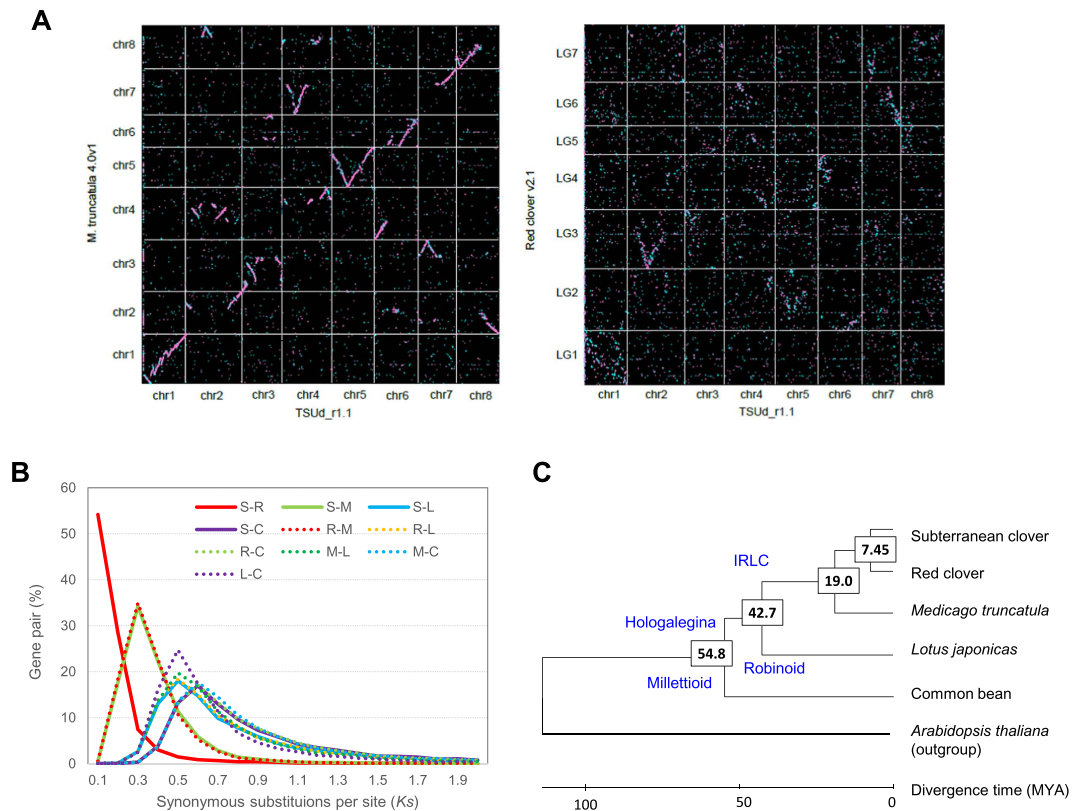 A
chr8
chr7
chr6
chr5
chr4
chr3
chr2
chr1
M. truncatula 4.0v1
chr1 chr2 chr3 chr4 chr5 chr6 chr7 chr8
TSUd_r1.1
LG7
LG6
LG5
LG4
LG3
LG2
LG1
Red clover v2.1
chr1 chr2 chr3 chr4 chr5 chr6 chr7 chr8
TSUd_r1.1
B
60
50
40
30
20
10
0
Gene pair (%)
S-R S-M S-L
S-C R-M R-L
R-C M-L M-C
L-C
0.1 0.3 0.5 0.7 0.9 1.1 1.3 1.5 1.7 1.9
Synonymous substituions per site (Ks)
C
Subterranean clover
7.45
IRLC
Red clover
19.0
Medicago truncatula
42.7
Hologalegina
Lotus japonicas
54.8
Robinoid
Millettioid
Common bean
Arabidopsis thaliana
(outgroup)
Divergence time (MYA)
100 50 0